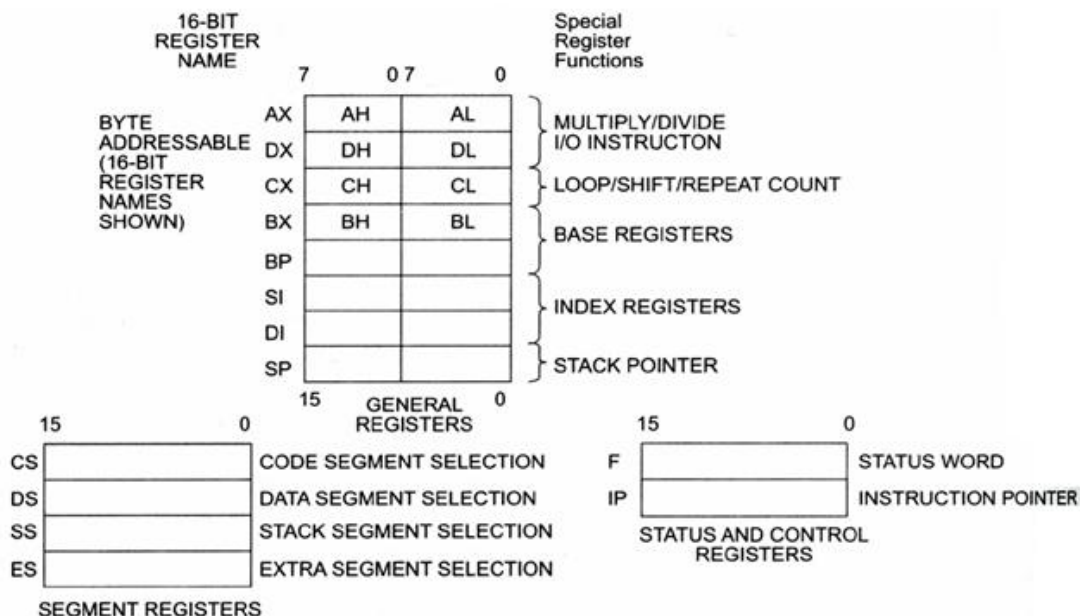 16-BIT
REGISTER
NAME
Special
Register
Functions
7 0 7 0
BYTE
ADDRESSABLE
(16-BIT
REGISTER
NAMES
SHOWN)
AX AH AL
DX DH DL
MULTIPLY/DIVIDE
I/O INSTRUCTON
CX CH CL
LOOP/SHIFT/REPEAT COUNT
BX BH BL
BP
BASE REGISTERS
SI
DI
INDEX REGISTERS
SP
STACK POINTER
15 0
GENERAL
REGISTERS
15 0
CS CODE SEGMENT SELECTION
DS DATA SEGMENT SELECTION
SS STACK SEGMENT SELECTION
ES EXTRA SEGMENT SELECTION
SEGMENT REGISTERS
15 0
F STATUS WORD
IP INSTRUCTION POINTER
STATUS AND CONTROL
REGISTERS